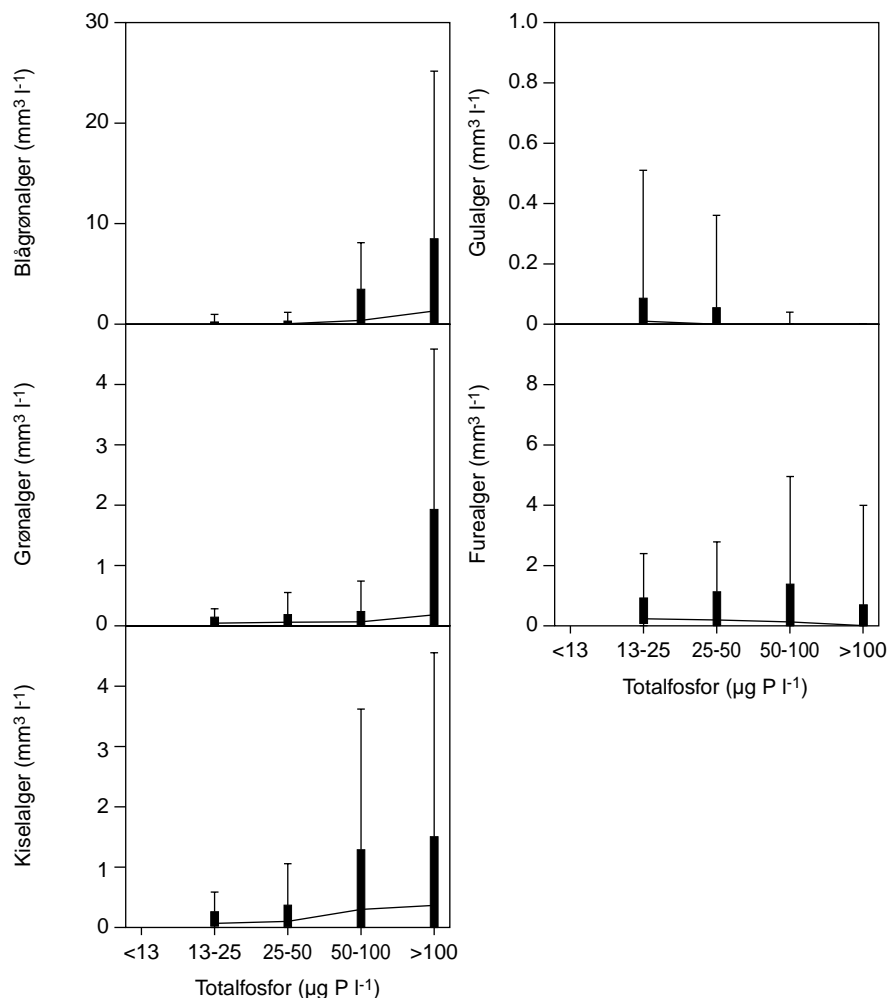 Blågrønalger (mm³ l⁻¹)
30
20
10
0
Grønalger (mm³ l⁻¹)
4
3
2
1
0
Kiselalger (mm³ l⁻¹)
4
3
2
1
0
<13 13-25 25-50 50-100 >100
Totalfosfor (µg P l⁻¹)
Gulalger (mm³ l⁻¹)
1.0
0.8
0.6
0.4
0.2
0
Furealger (mm³ l⁻¹)
8
6
4
2
0
<13 13-25 25-50 50-100 >100
Totalfosfor (µg P l⁻¹)